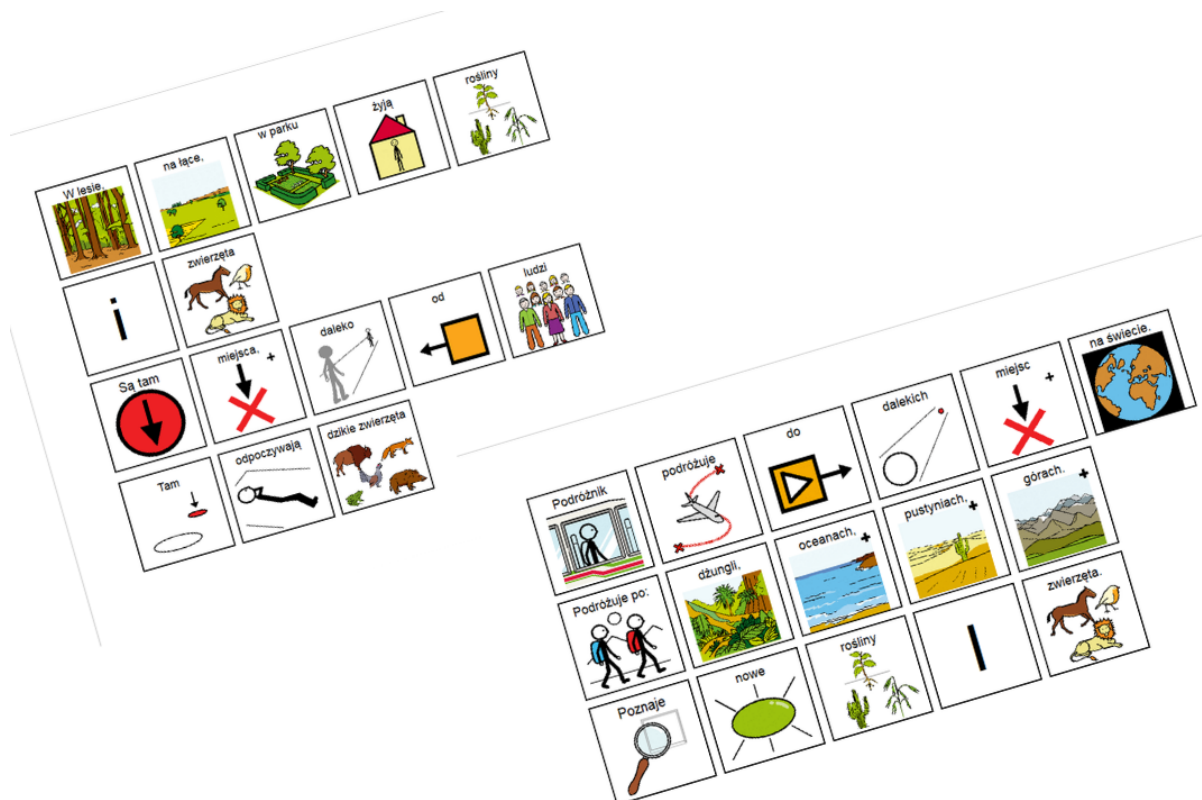 W lesie, na łące, w parku żyją rośliny
i zwierzęta
Są tam miejsca, daleko od ludzi
Tam odpoczywają dzikie zwierzęta
Podróżnik podróżuje do dalekich miejsc na świecie.
Podróżuje po: dżungli, oceanach, pustyniach, górach.
Poznaje nowe rośliny I zwierzęta.